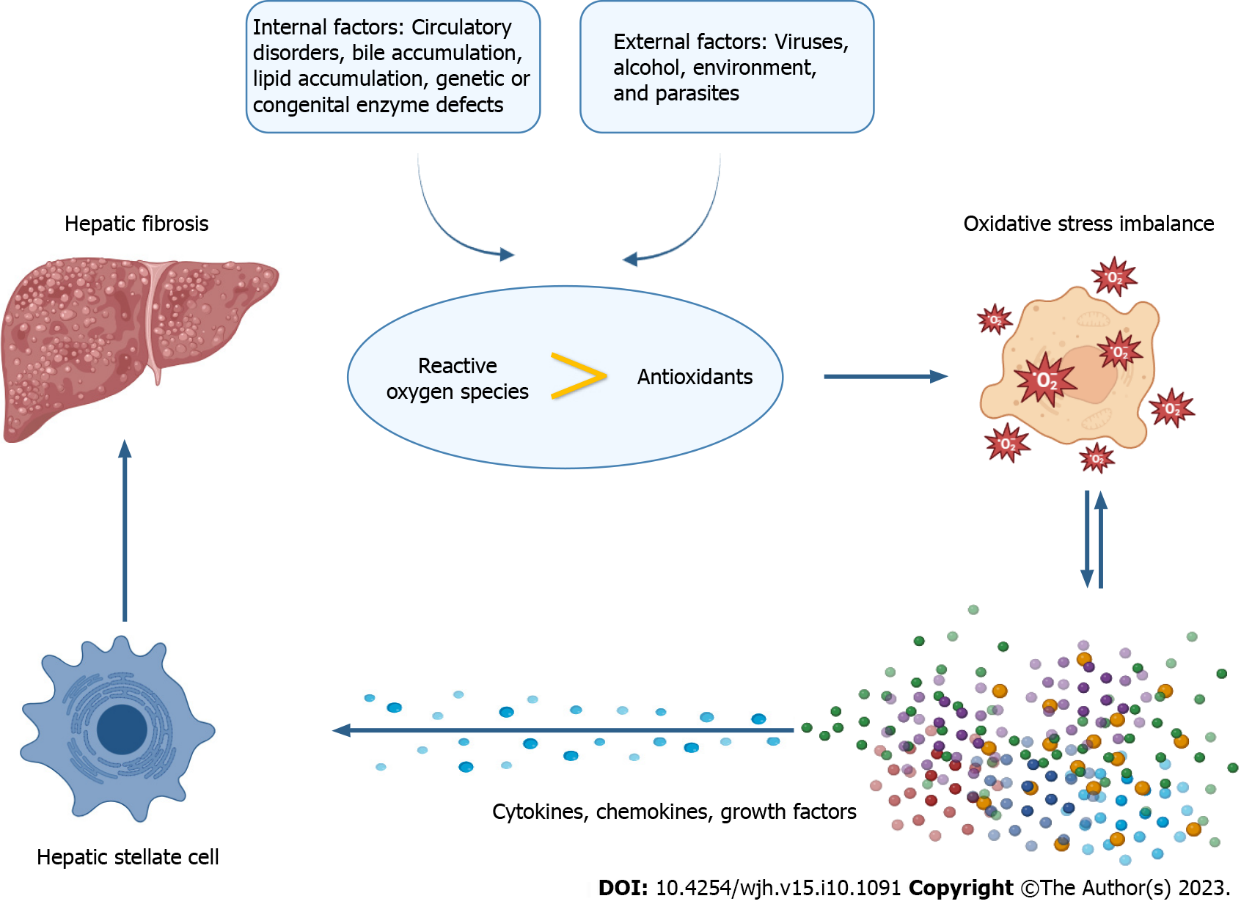 Internal factors: Circulatory
disorders, bile accumulation,
lipid accumulation, genetic or
congenital enzyme defects
External factors: Viruses,
alcohol, environment,
and parasites
Hepatic fibrosis
Oxidative stress imbalance
Reactive
oxygen species
>
Antioxidants
·O₂⁻
·O₂⁻
·O₂⁻
·O₂⁻
·O₂⁻
·O₂⁻
·O₂⁻
Cytokines, chemokines, growth factors
Hepatic stellate cell
DOI: 10.4254/wjh.v15.i10.1091 Copyright ©The Author(s) 2023.